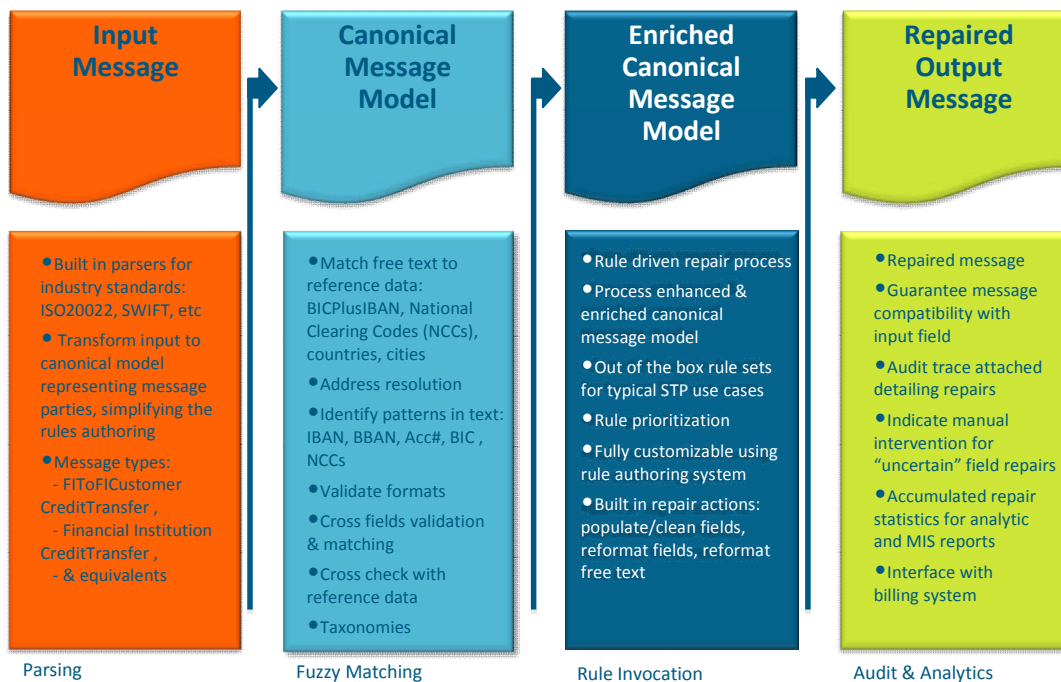 Input
Message
Canonical
Message
Model
Enriched
Canonical
Message
Model
Repaired
Output
Message
•Built in parsers for
industry standards:
ISO20022, SWIFT, etc
• Transform input to
canonical model
representing message
parties, simplifying the
rules authoring
•Message types:
- FIToFICustomer
CreditTransfer ,
- Financial Institution
CreditTransfer ,
- & equivalents
•Match free text to
reference data:
BICPlusIBAN, National
Clearing Codes (NCCs),
countries, cities
•Address resolution
•Identify patterns in text:
IBAN, BBAN, Acc#, BIC ,
NCCs
•Validate formats
•Cross fields validation
& matching
•Cross check with
reference data
•Taxonomies
•Rule driven repair process
•Process enhanced &
enriched canonical
message model
•Out of the box rule sets
for typical STP use cases
•Rule prioritization
•Fully customizable using
rule authoring system
•Built in repair actions:
populate/clean fields,
reformat fields, reformat
free text
•Repaired message
•Guarantee message
compatibility with
input field
•Audit trace attached
detailing repairs
•Indicate manual
intervention for
“uncertain” field repairs
•Accumulated repair
statistics for analytic
and MIS reports
•Interface with
billing system
Parsing
Fuzzy Matching
Rule Invocation
Audit & Analytics